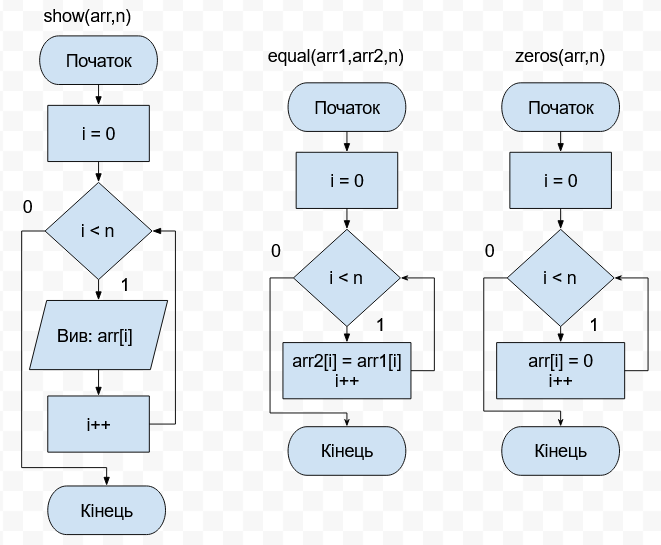 show(arr,n)
Початок
i = 0
0
i < n
1
Вив: arr[i]
i++
Кінець
equal(arr1,arr2,n)
Початок
i = 0
0
i < n
1
arr2[i] = arr1[i]
i++
Кінець
zeros(arr,n)
Початок
i = 0
0
i < n
1
arr[i] = 0
i++
Кінець